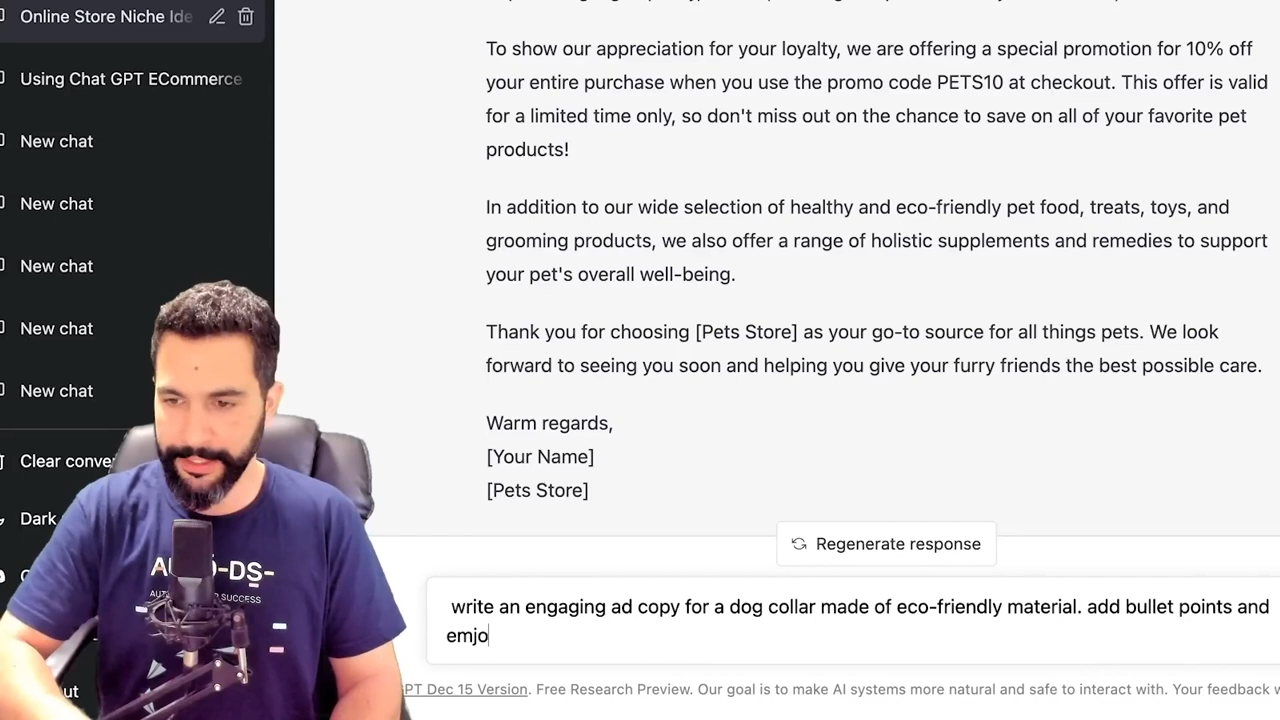 Online Store Niche Ide
Using Chat GPT ECommerce
New chat
New chat
New chat
New chat
New chat
Clear conve
Dark
To show our appreciation for your loyalty, we are offering a special promotion for 10% off
your entire purchase when you use the promo code PETS10 at checkout. This offer is valid
for a limited time only, so don't miss out on the chance to save on all of your favorite pet
products!
In addition to our wide selection of healthy and eco-friendly pet food, treats, toys, and
grooming products, we also offer a range of holistic supplements and remedies to support
your pet's overall well-being.
Thank you for choosing [Pets Store] as your go-to source for all things pets. We look
forward to seeing you soon and helping you give your furry friends the best possible care.
Warm regards,
[Your Name]
[Pets Store]
Regenerate response
write an engaging ad copy for a dog collar made of eco-friendly material. add bullet points and
emjo
PT Dec 15 Version. Free Research Preview. Our goal is to make AI systems more natural and safe to interact with. Your feedback
-DS-
SUCCESS
ut